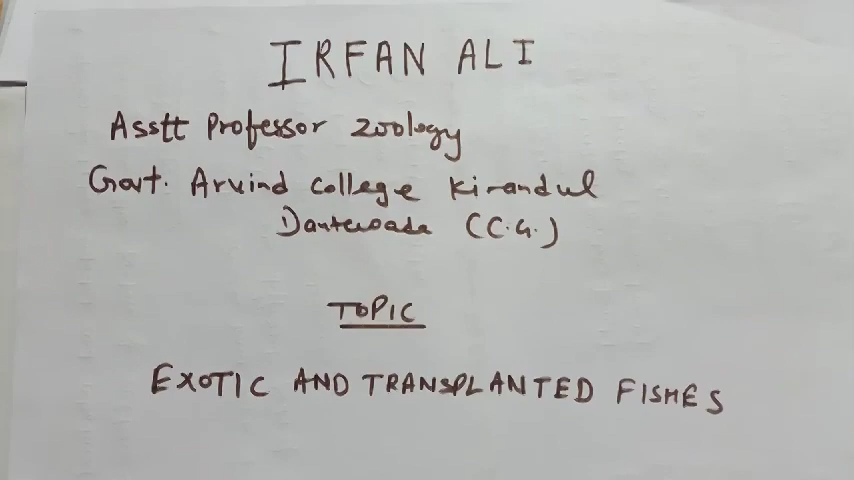 IRFAN ALI
Asstt Professor Zoology
Govt. Arvind College Kirandul
Dantewada (C.G.)
TOPIC
EXOTIC AND TRANSPLANTED FISHES